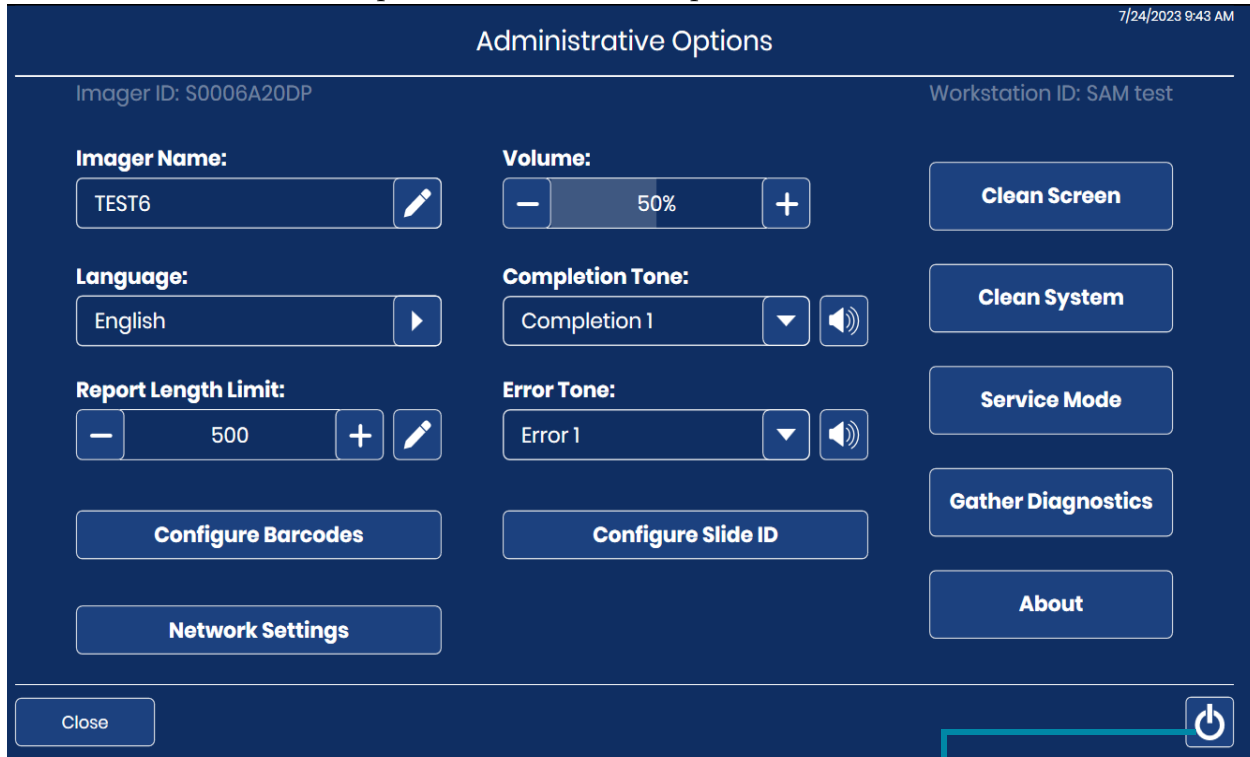 7/24/2023 9:43 AM
Administrative Options
Imager ID: S0006A20DP
Workstation ID: SAM test
Imager Name:
TEST6
Volume:
50%
Clean Screen
Language:
English
Completion Tone:
Completion 1
Clean System
Report Length Limit:
500
Error Tone:
Error 1
Service Mode
Gather Diagnostics
Configure Barcodes
Configure Slide ID
About
Network Settings
Close